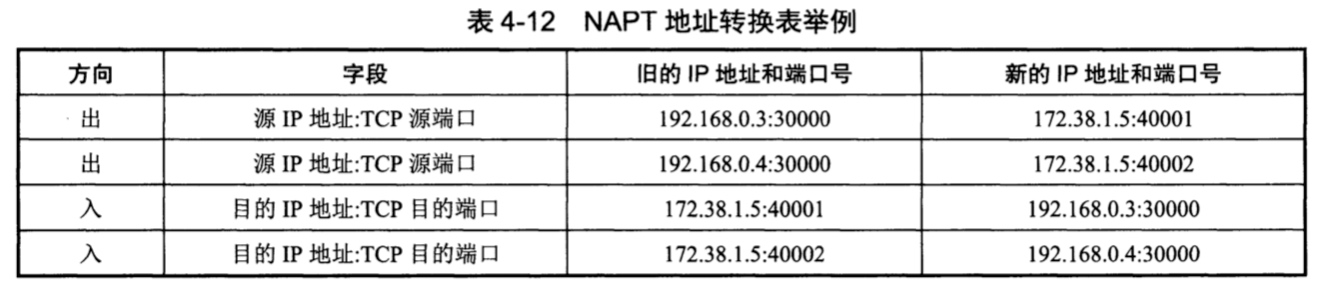 表 4-12 NAPT 地址转换表举例
方向 字段 旧的 IP 地址和端口号 新的 IP 地址和端口号
出 源 IP 地址:TCP 源端口 192.168.0.3:30000 172.38.1.5:40001
出 源 IP 地址:TCP 源端口 192.168.0.4:30000 172.38.1.5:40002
入 目的 IP 地址:TCP 目的端口 172.38.1.5:40001 192.168.0.3:30000
入 目的 IP 地址:TCP 目的端口 172.38.1.5:40002 192.168.0.4:30000